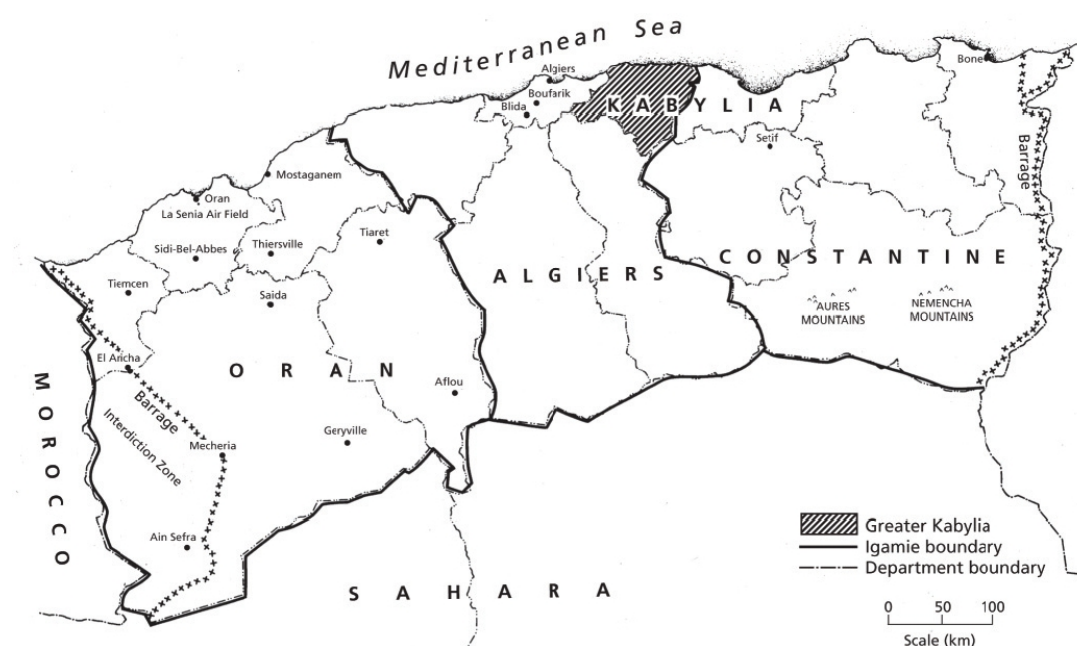 Mediterranean Sea
Algiers
Bone
Boufarik
Blida
KABYLIA
Setif
Barrage
Mostaganem
Oran
La Senia Air Field
Sidi-Bel-Abbes
Thiersville
Tiaret
CONSTANTINE
ALGIERS
Tiemcen
Saida
AURES
MOUNTAINS
NEMENCHA
MOUNTAINS
El Aricha
ORAN
Aflou
MOROCCO
Barrage
Interdiction Zone
Mecheria
Geryville
Ain Sefra
SAHARA
Greater Kabylia
Igamie boundary
Department boundary
0 50 100
Scale (km)